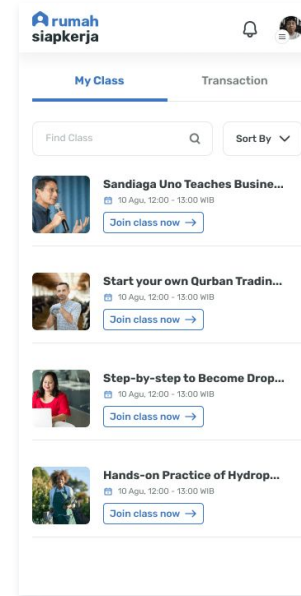 rumah
siapkerja
My Class
Transaction
Find Class
Sort By
Sandiaga Uno Teaches Busine...
10 Agu, 12:00 - 13:00 WIB
Join class now
Start your own Qurban Tradin...
10 Agu, 12:00 - 13:00 WIB
Join class now
Step-by-step to Become Drop...
10 Agu, 12:00 - 13:00 WIB
Join class now
Hands-on Practice of Hydrop...
10 Agu, 12:00 - 13:00 WIB
Join class now